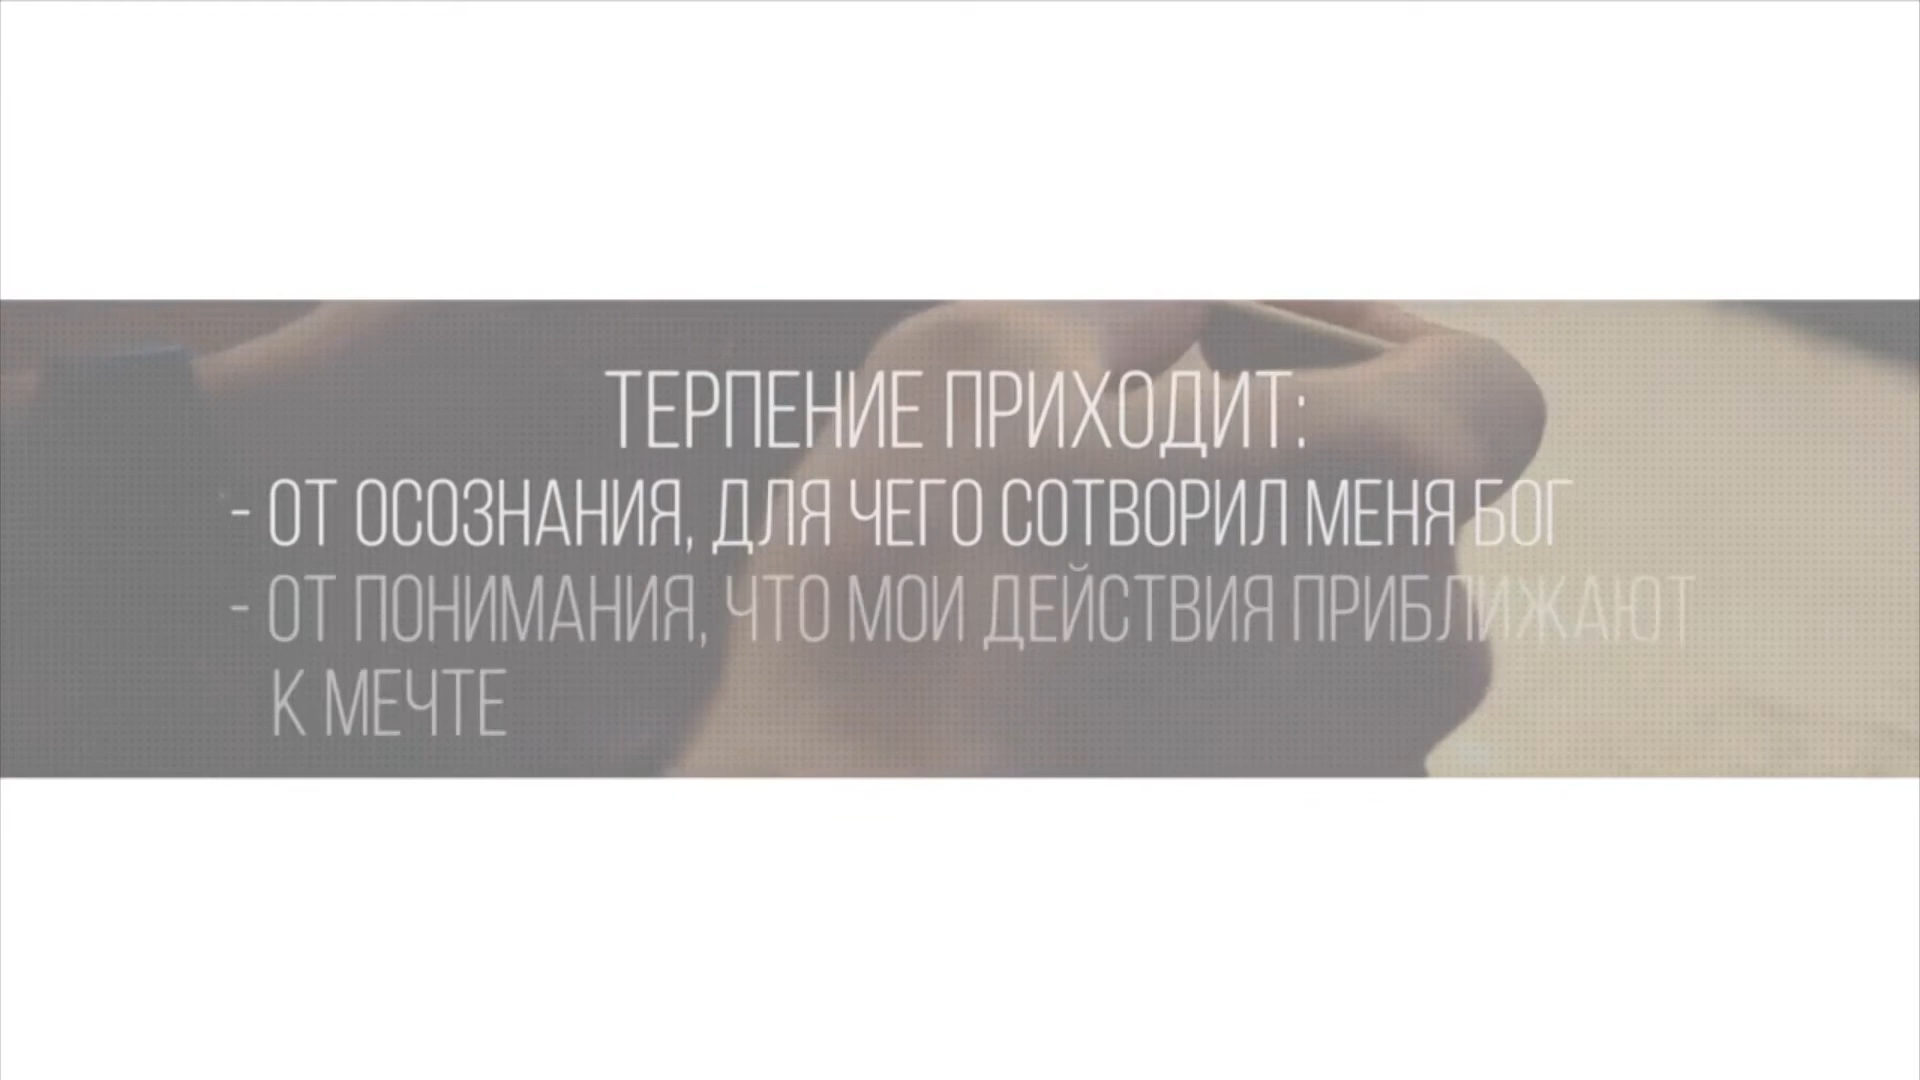 ТЕРПЕНИЕ ПРИХОДИТ:
- ОТ ОСОЗНАНИЯ, ДЛЯ ЧЕГО СОТВОРИЛ МЕНЯ БОГ
- ОТ ПОНИМАНИЯ, ЧТО МОИ ДЕЙСТВИЯ ПРИБЛИЖАЮТ
К МЕЧТЕ